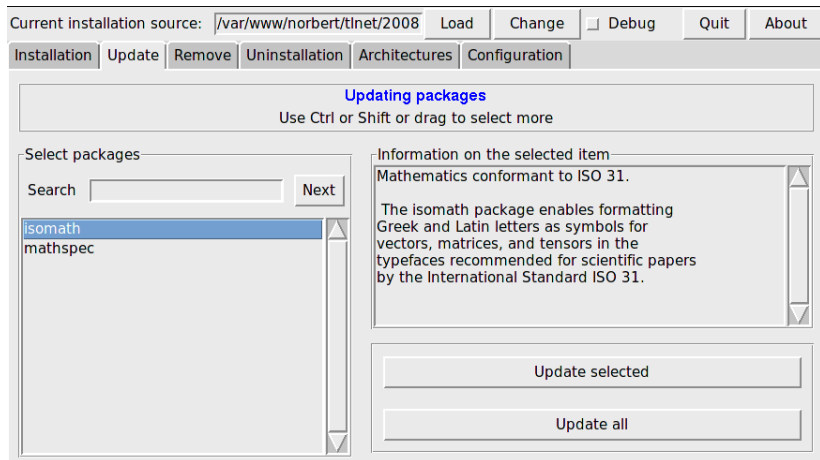 Current installation source: /var/www/norbert/tlnet/2008 Load Change Debug Quit About
Installation Update Remove Uninstallation Architectures Configuration
Updating packages
Use Ctrl or Shift or drag to select more
Select packages
Search Next
isomath
mathspec
Information on the selected item
Mathematics conformant to ISO 31.
The isomath package enables formatting
Greek and Latin letters as symbols for
vectors, matrices, and tensors in the
typefaces recommended for scientific papers
by the International Standard ISO 31.
Update selected
Update all